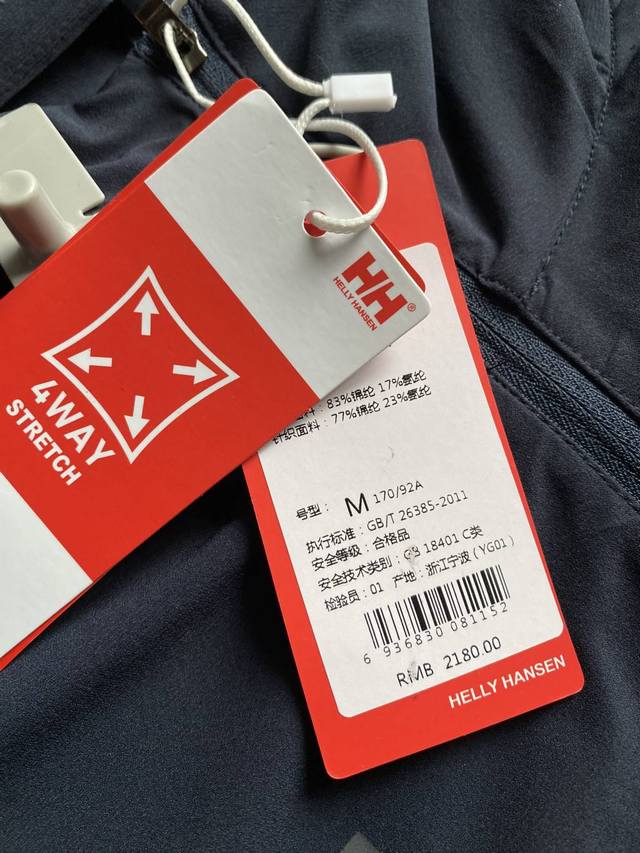 HH®
HELLY HANSEN
4WAY
STRETCH
料：83%锦纶 17%氨纶
针织面料：77%锦纶 23%氨纶
号型： M 170/92A
执行标准：GB/T 26385-2011
安全等级：合格品
安全技术类别：GB 18401 C类
检验员：01 产地：浙江宁波（YG01）
6 936830 081152
RMB 2180.00
HELLY HANSEN